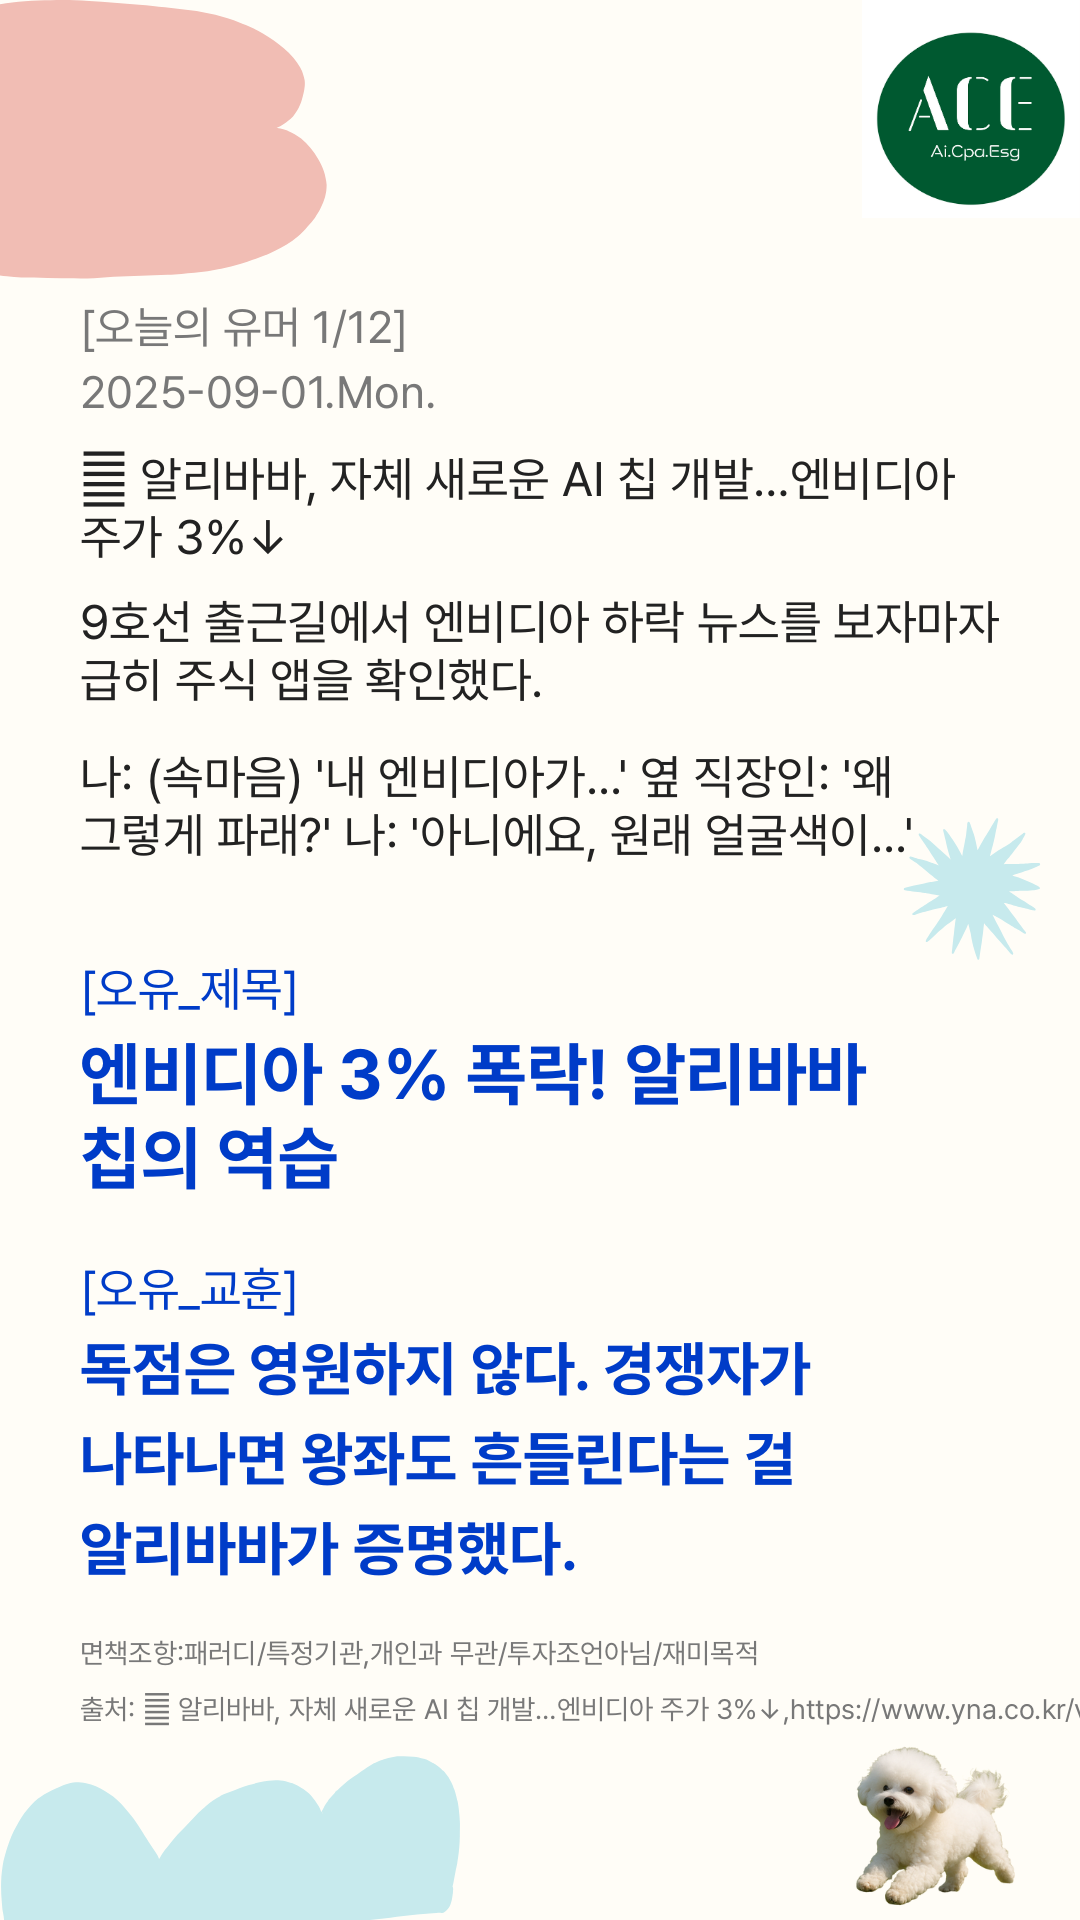 ACE
Ai.Cpa.Esg
[오늘의 유머 1/12]
2025-09-01.Mon.
䷀ 알리바바, 자체 새로운 AI 칩 개발...엔비디아
주가 3%↓
9호선 출근길에서 엔비디아 하락 뉴스를 보자마자
급히 주식 앱을 확인했다.
나: (속마음) '내 엔비디아가...' 옆 직장인: '왜
그렇게 파래?' 나: '아니에요, 원래 얼굴색이...'
[오유_제목]
엔비디아 3% 폭락! 알리바바
칩의 역습
[오유_교훈]
독점은 영원하지 않다. 경쟁자가
나타나면 왕좌도 흔들린다는 걸
알리바바가 증명했다.
면책조항:패러디/특정기관,개인과 무관/투자조언아님/재미목적
출처: ䷀ 알리바바, 자체 새로운 AI 칩 개발...엔비디아 주가 3%↓,https://www.yna.co.kr/